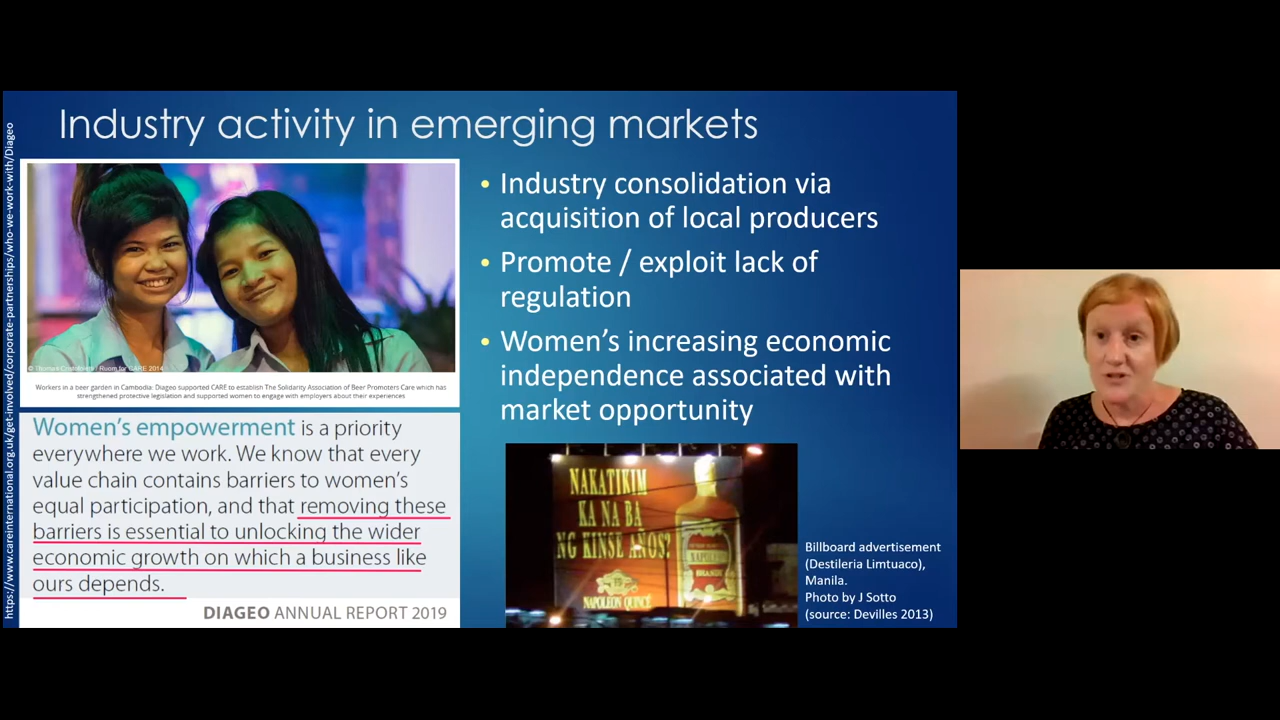 Industry activity in emerging markets
https://www.careinternational.org.uk/get-involved/corporate-partnerships/who-we-work-with/Diageo
Workers in a beer garden in Cambodia: Diageo supported CARE to establish The Solidarity Association of Beer Promoters Care which has
strengthened protective legislation and supported women to engage with employers about their experiences
Women's empowerment is a priority
everywhere we work. We know that every
value chain contains barriers to women's
equal participation, and that removing these
barriers is essential to unlocking the wider
economic growth on which a business like
ours depends.
DIAGEO ANNUAL REPORT 2019
• Industry consolidation via
acquisition of local producers
• Promote / exploit lack of
regulation
• Women's increasing economic
independence associated with
market opportunity
NAKATIKIM
KA NA BA
NG KINSE AÑOS?
NAPOLEON QUINCE
Billboard advertisement
(Destileria Limtuaco),
Manila.
Photo by J Sotto
(source: Devilles 2013)